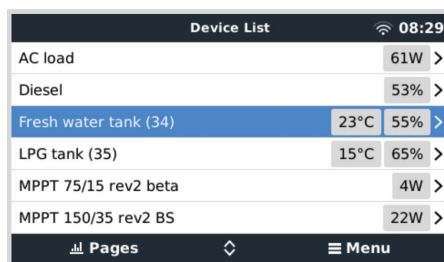 Device List 08:29
AC load 61W
Diesel 53%
Fresh water tank (34) 23°C 55%
LPG tank (35) 15°C 65%
MPPT 75/15 rev2 beta 4W
MPPT 150/35 rev2 BS 22W
Pages Menu